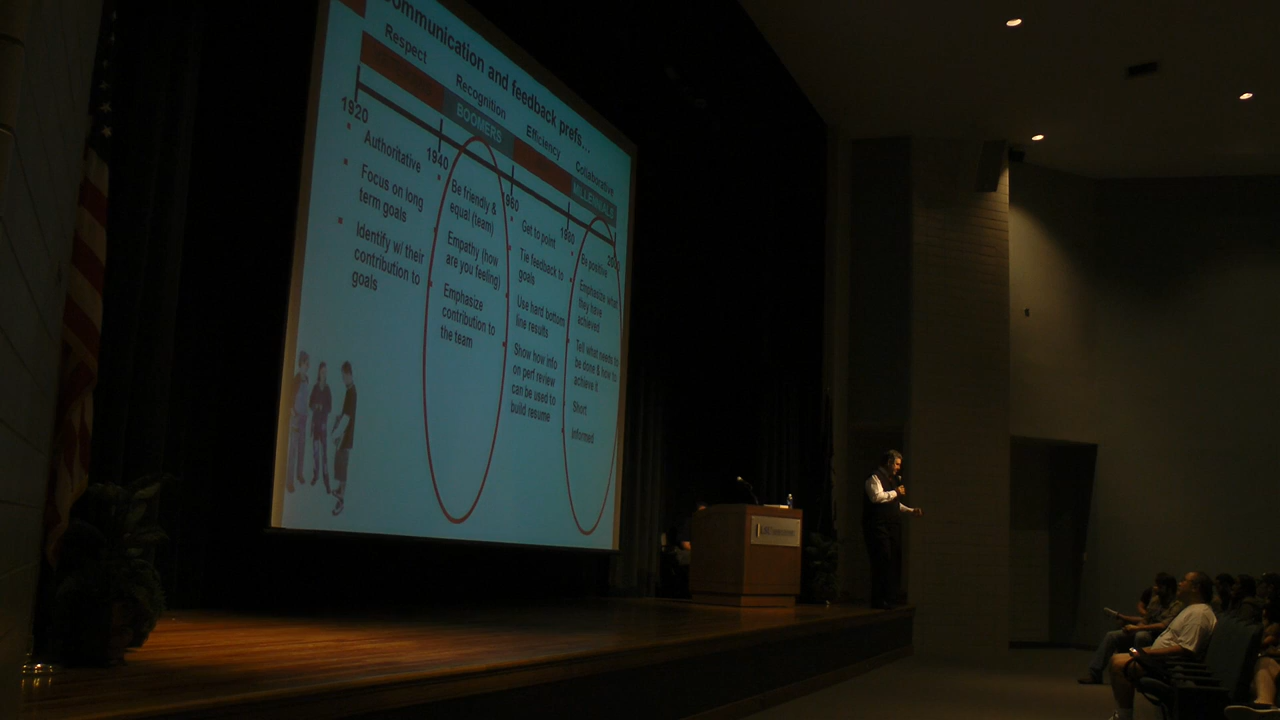 Communication and feedback prefs...
Respect
Recognition
Efficiency
Collaborative
BOOMERS
MILLENNIALS
1920
1940
1960
1980
Authoritative
Focus on long
term goals
Identify w/ their
contribution to
goals
Be friendly &
equal (team)
Empathy (how
are you feeling)
Emphasize
contribution to
the team
Get to point
Tie feedback to
goals
Use hard bottom
line results
Show how info
on perf review
can be used to
build resume
Be positive
Emphasize what
they have
achieved
Tell what needs to
be done & how to
achieve it
Short
Informed